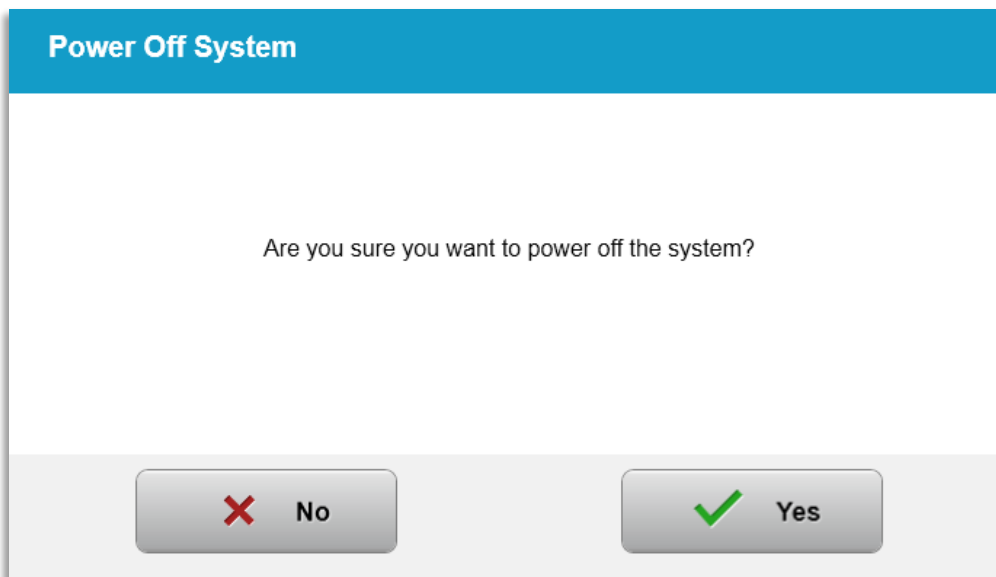 Power Off System
Are you sure you want to power off the system?
No
Yes